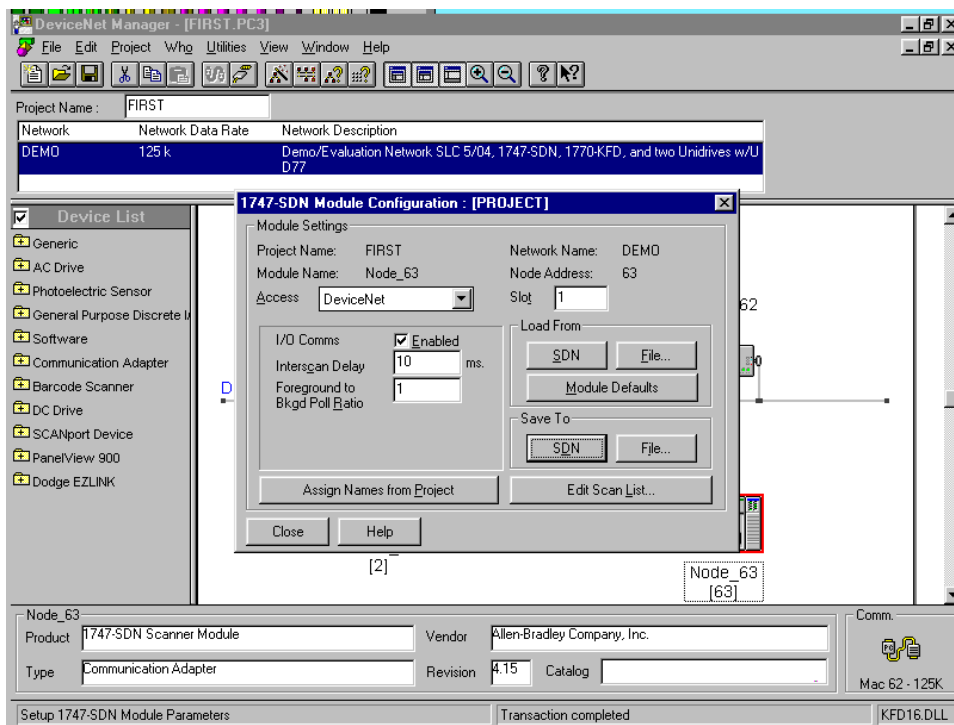 DeviceNet Manager - [FIRST.PC3]
File Edit Project Who Utilities View Window Help
Project Name : FIRST
Network Network Data Rate Network Description
DEMO 125 k Demo/Evaluation Network SLC 5/04, 1747-SDN, 1770-KFD, and two Unidrives w/U
D77
Device List
Generic
AC Drive
Photoelectric Sensor
General Purpose Discrete I/
Software
Communication Adapter
Barcode Scanner
DC Drive
SCANport Device
PanelView 900
Dodge EZLINK
1747-SDN Module Configuration : [PROJECT]
Module Settings
Project Name: FIRST Network Name: DEMO
Module Name: Node_63 Node Address: 63
Access DeviceNet Slot 1
I/O Comms Enabled
Interscan Delay 10 ms.
Foreground to
Bkgd Poll Ratio 1
Load From
SDN File...
Module Defaults
Save To
SDN File...
Assign Names from Project Edit Scan List...
Close Help
62
D
[2]
Node_63
[63]
Node_63
Product 1747-SDN Scanner Module Vendor Allen-Bradley Company, Inc.
Type Communication Adapter Revision 4.15 Catalog
Comm.
Mac 62 - 125K
Setup 1747-SDN Module Parameters Transaction completed KFD16.DLL